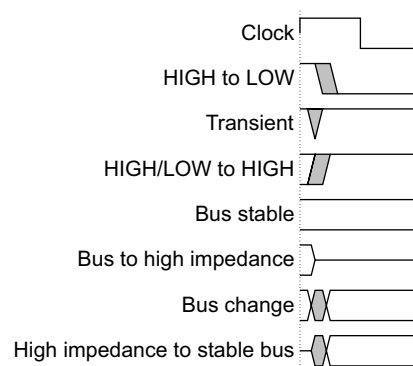 Clock
HIGH to LOW
Transient
HIGH/LOW to HIGH
Bus stable
Bus to high impedance
Bus change
High impedance to stable bus